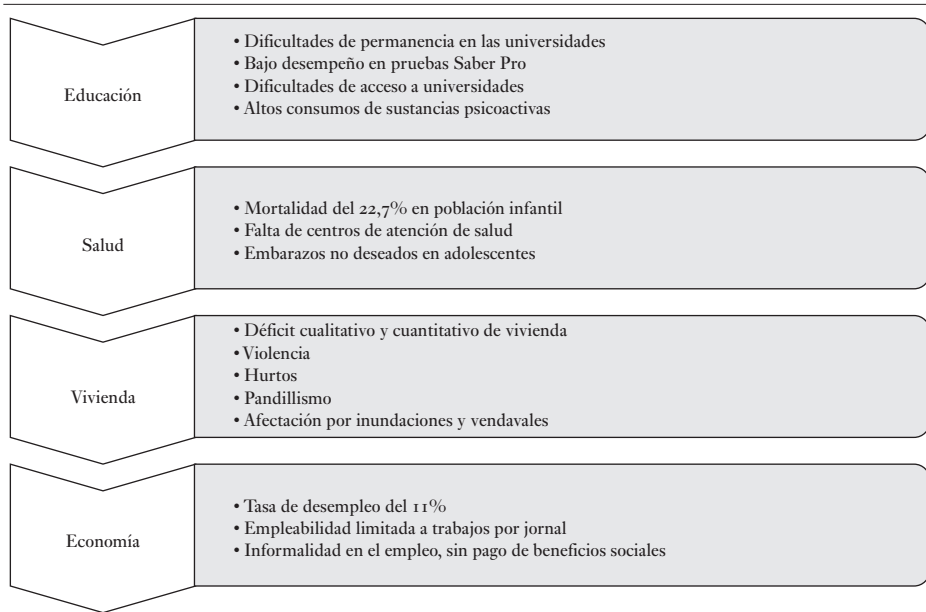 Educación
• Dificultades de permanencia en las universidades
• Bajo desempeño en pruebas Saber Pro
• Dificultades de acceso a universidades
• Altos consumos de sustancias psicoactivas
Salud
• Mortalidad del 22,7% en población infantil
• Falta de centros de atención de salud
• Embarazos no deseados en adolescentes
Vivienda
• Déficit cualitativo y cuantitativo de vivienda
• Violencia
• Hurtos
• Pandillismo
• Afectación por inundaciones y vendavales
Economía
• Tasa de desempleo del 11%
• Empleabilidad limitada a trabajos por jornal
• Informalidad en el empleo, sin pago de beneficios sociales